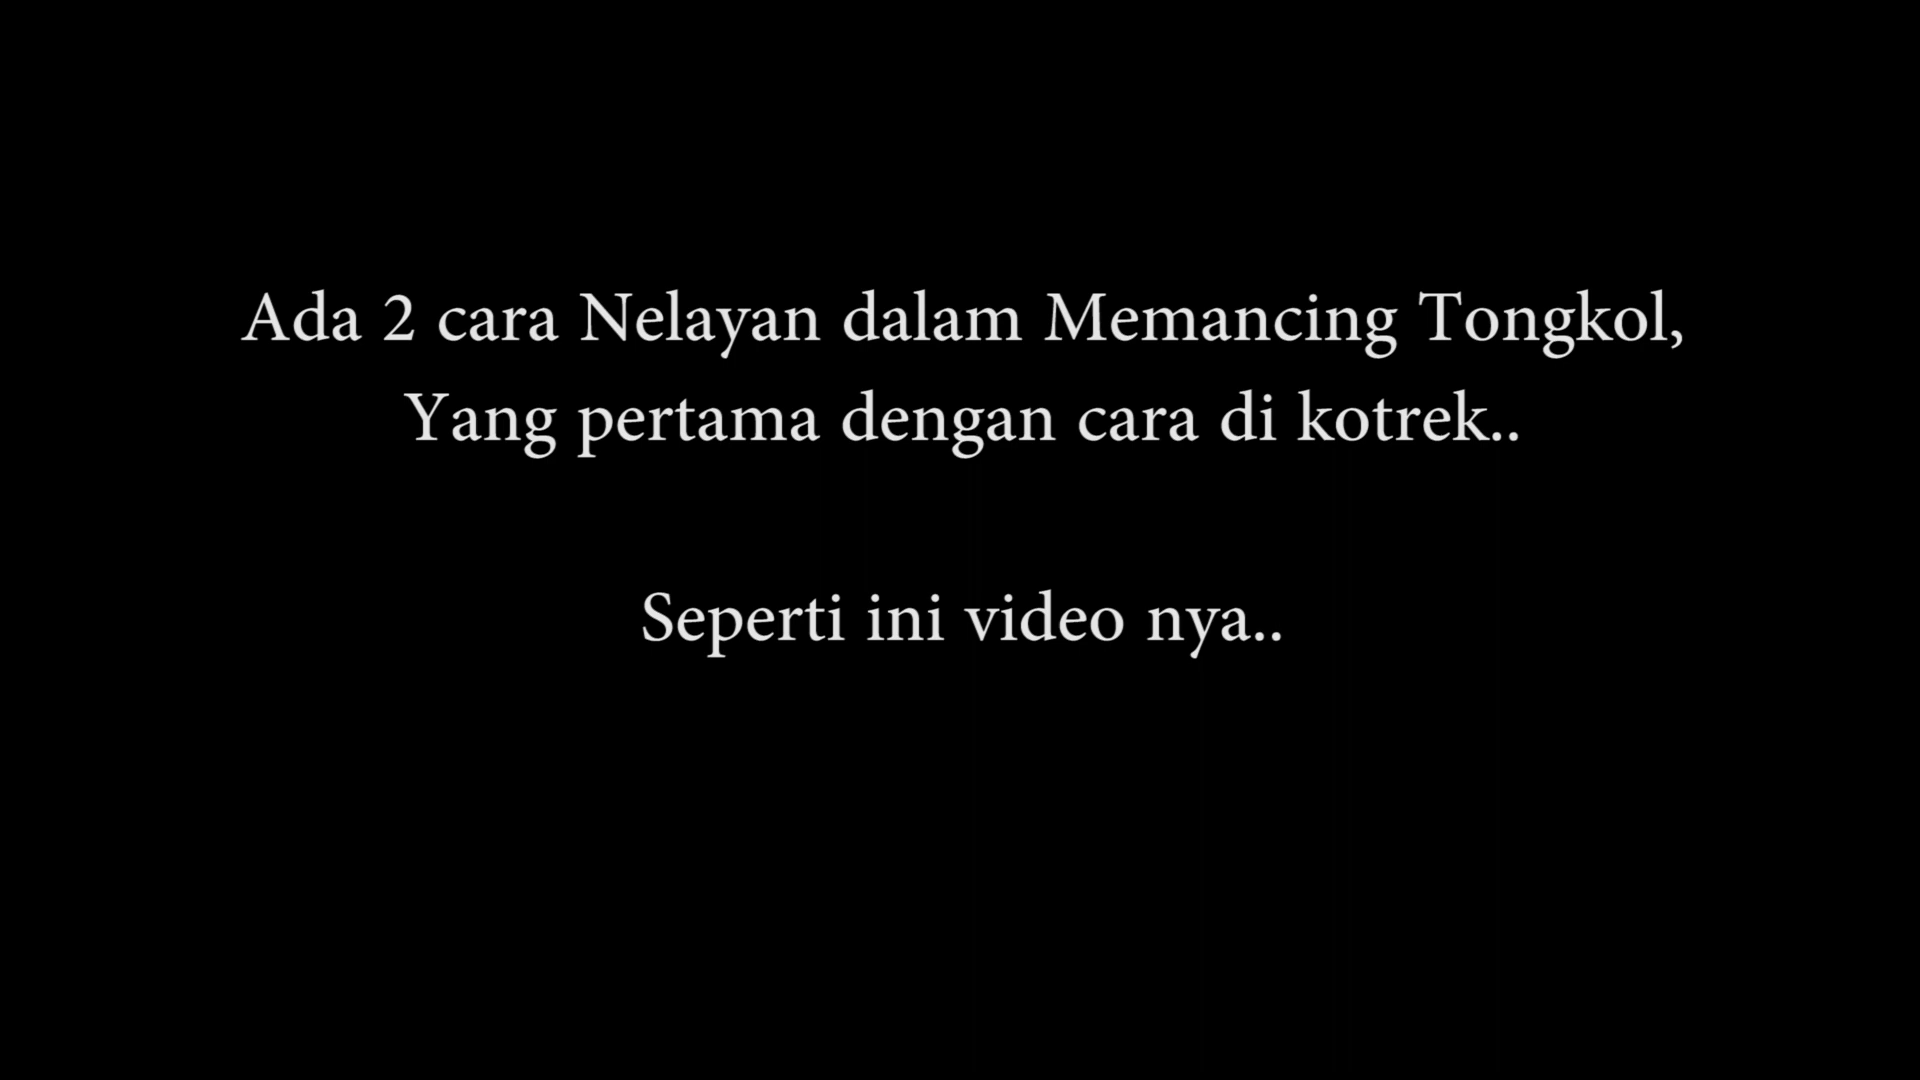 Ada 2 cara Nelayan dalam Memancing Tongkol,
Yang pertama dengan cara di kotrek..
Seperti ini video nya..